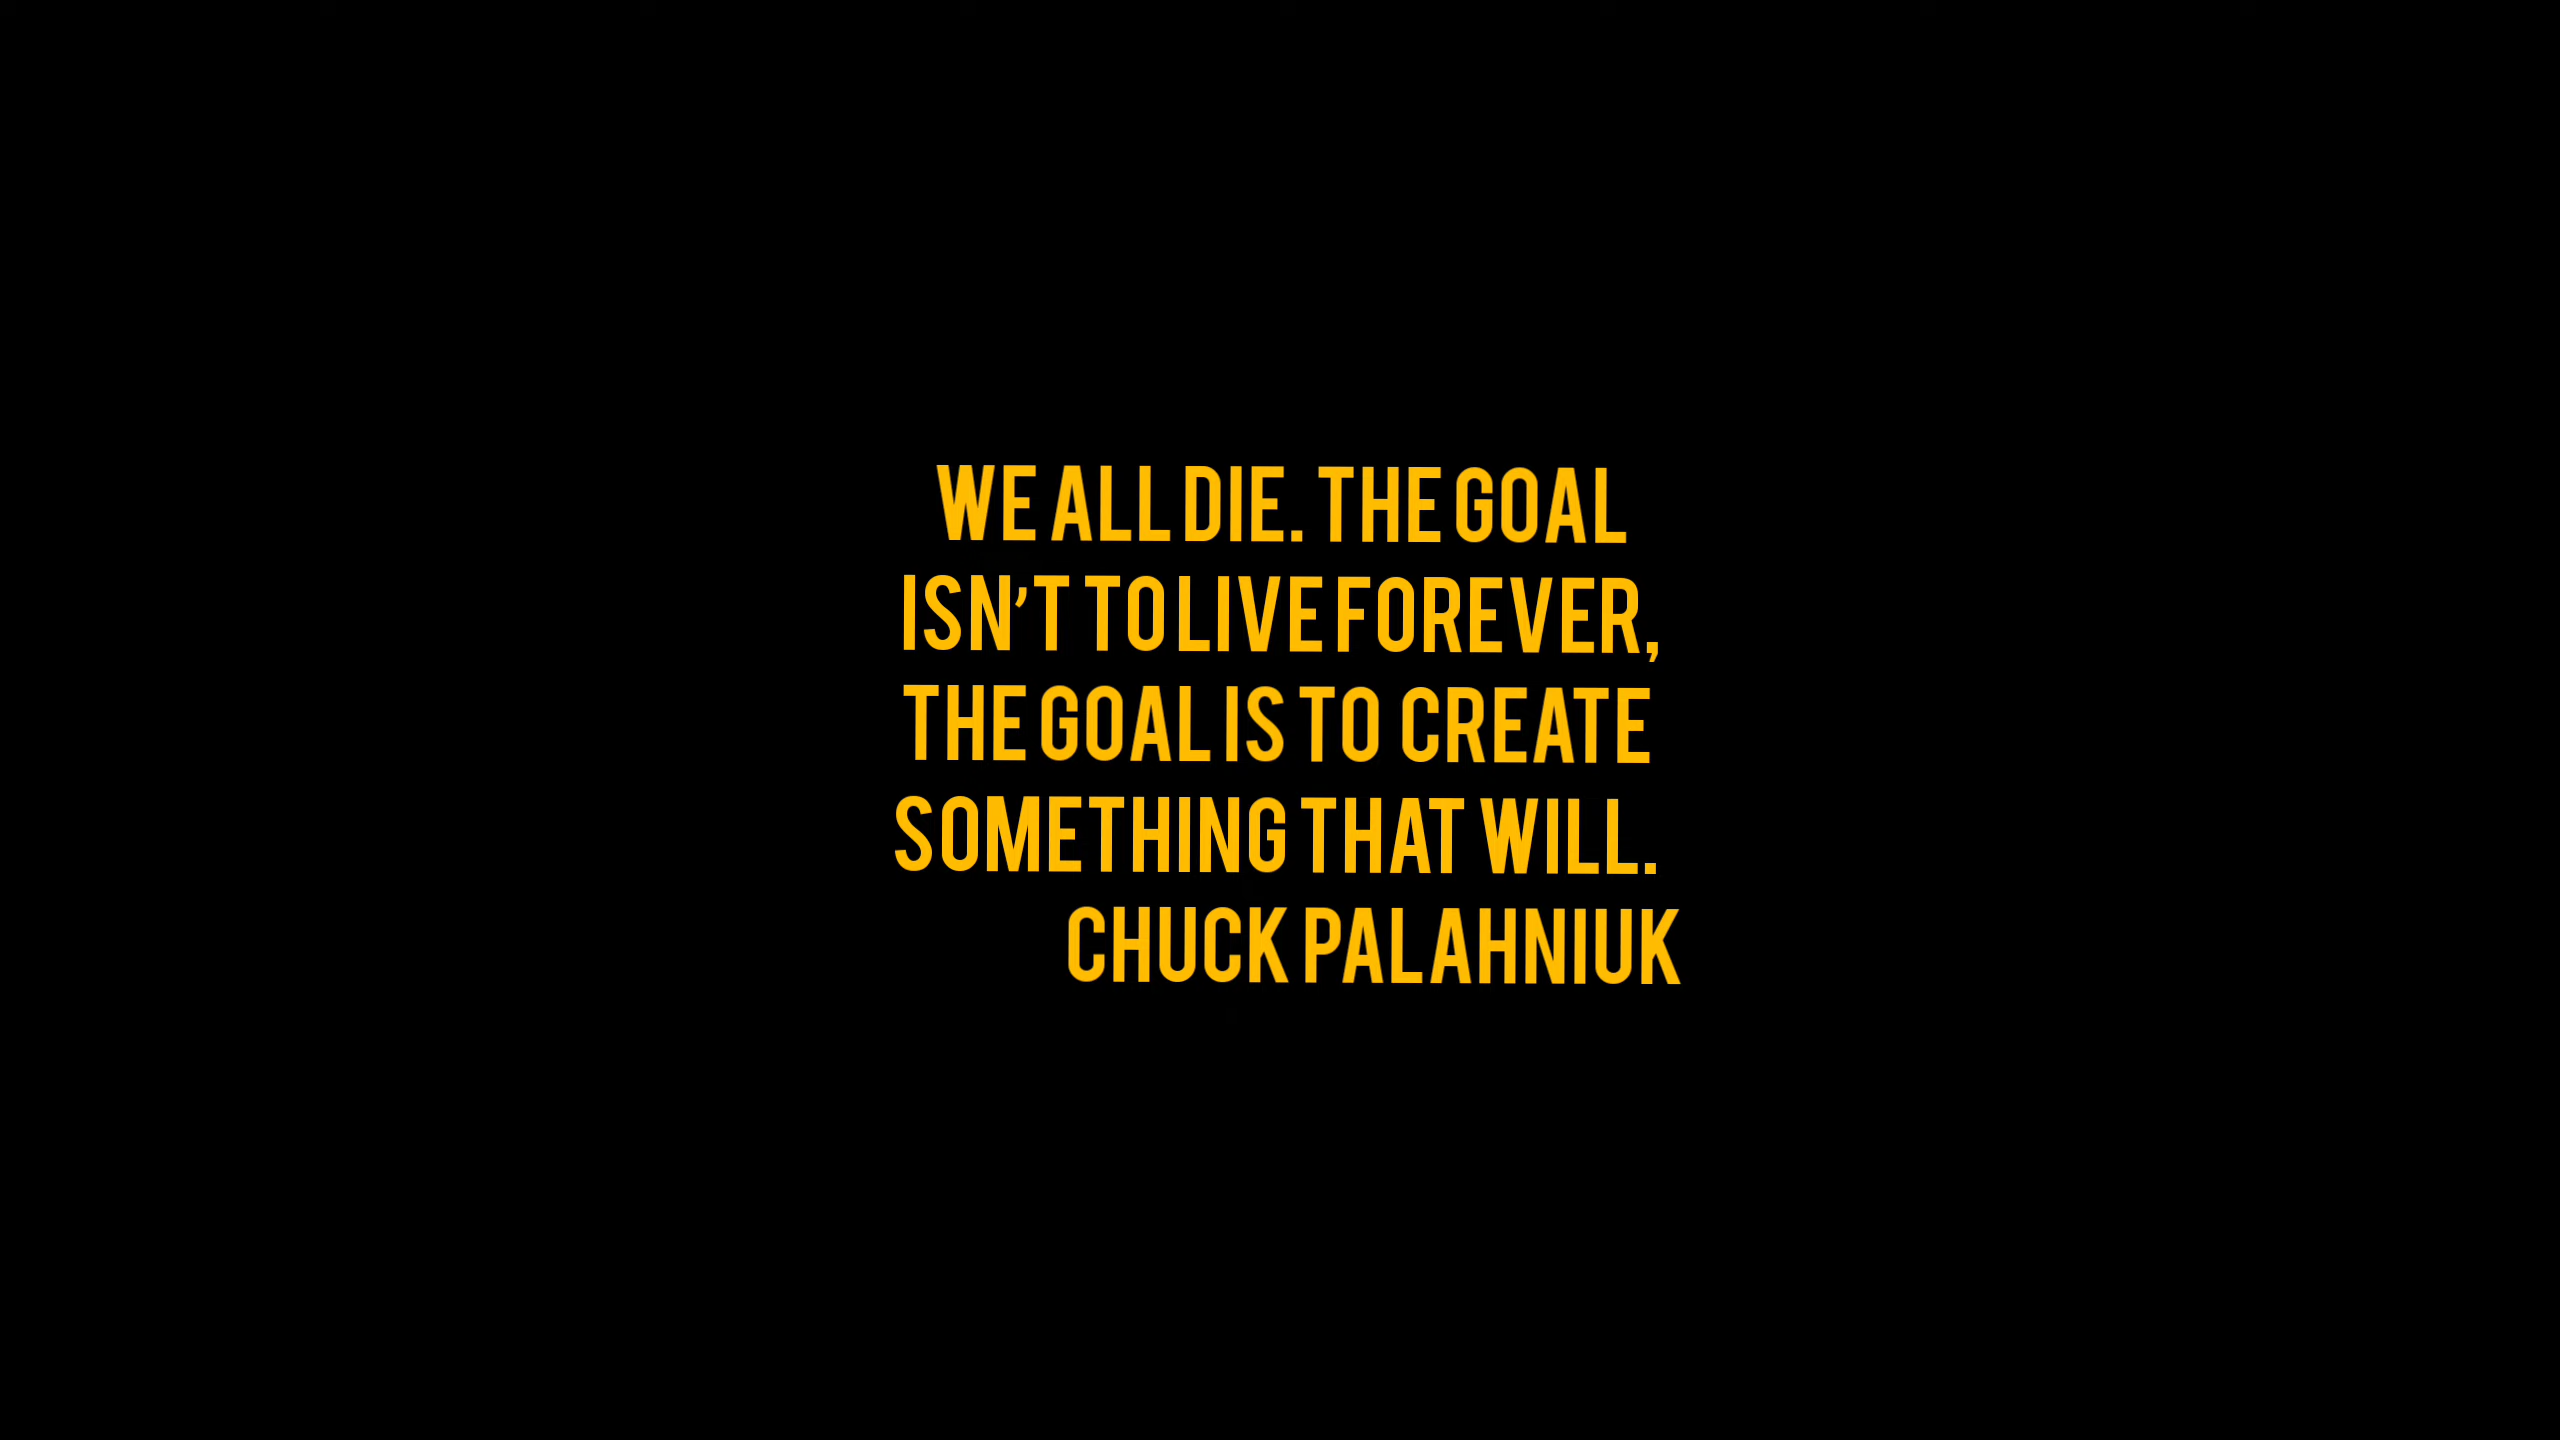 WE ALL DIE. THE GOAL
ISN’T TO LIVE FOREVER,
THE GOAL IS TO CREATE
SOMETHING THAT WILL.
CHUCK PALAHNIUK